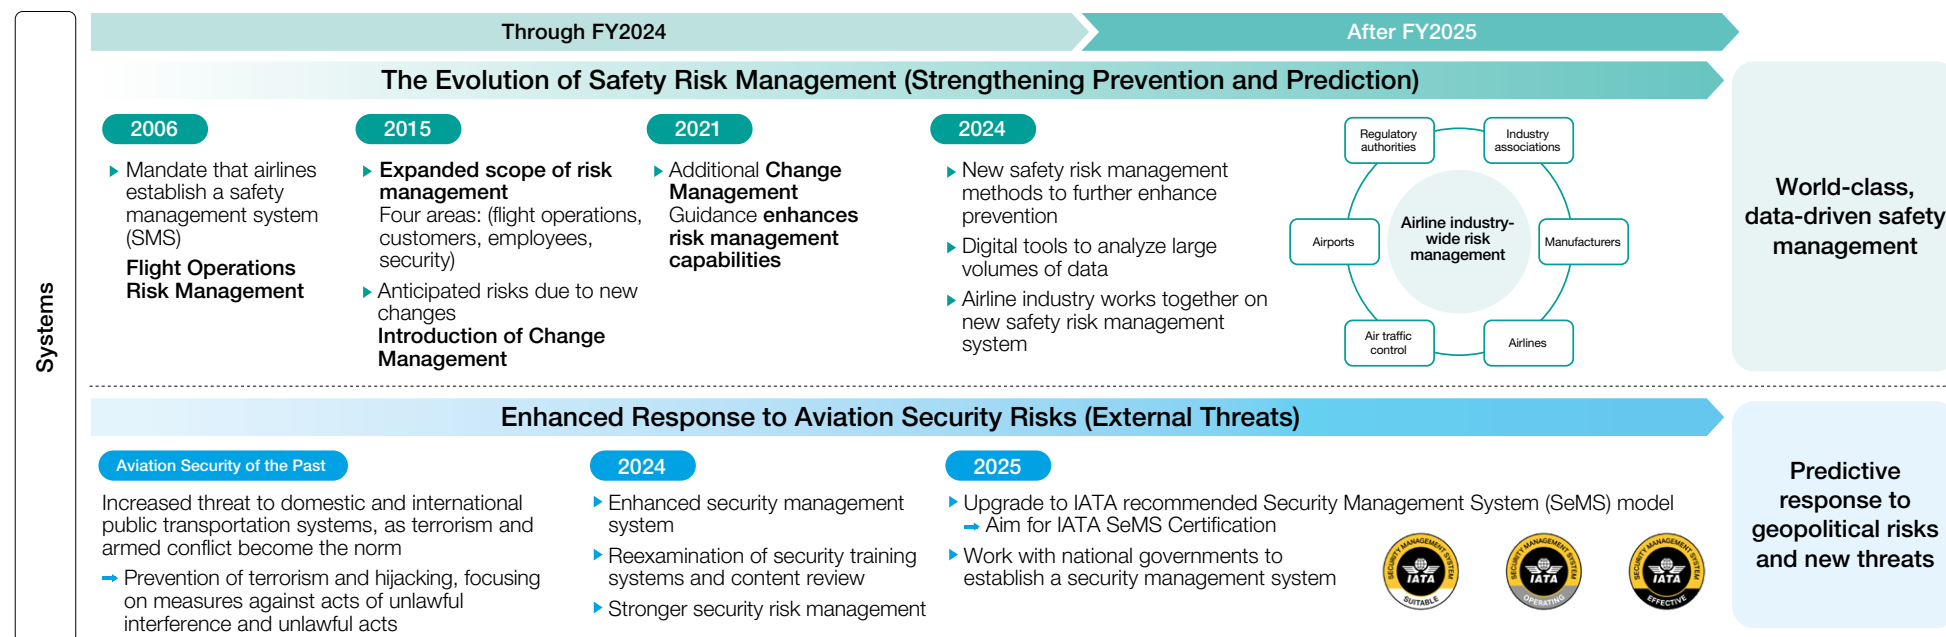 Systems
Through FY2024
After FY2025
The Evolution of Safety Risk Management (Strengthening Prevention and Prediction)
2006
Mandate that airlines
establish a safety
management system
(SMS)
Flight Operations
Risk Management
2015
Expanded scope of risk
management
Four areas: (flight operations,
customers, employees,
security)
Anticipated risks due to new
changes
Introduction of Change
Management
2021
Additional Change
Management
Guidance enhances
risk management
capabilities
2024
New safety risk management
methods to further enhance
prevention
Digital tools to analyze large
volumes of data
Airline industry works together on
new safety risk management
system
Regulatory
authorities
Industry
associations
Airports
Airline industry-
wide risk
management
Manufacturers
Air traffic
control
Airlines
World-class,
data-driven safety
management
Enhanced Response to Aviation Security Risks (External Threats)
Aviation Security of the Past
Increased threat to domestic and international
public transportation systems, as terrorism and
armed conflict become the norm
Prevention of terrorism and hijacking, focusing
on measures against acts of unlawful
interference and unlawful acts
2024
Enhanced security management
system
Reexamination of security training
systems and content review
Stronger security risk management
2025
Upgrade to IATA recommended Security Management System (SeMS) model
Aim for IATA SeMS Certification
Work with national governments to
establish a security management system
SECURITY MANAGEMENT SYSTEM
IATA
SUITABLE
SECURITY MANAGEMENT SYSTEM
IATA
OPERATING
SECURITY MANAGEMENT SYSTEM
IATA
EFFECTIVE
Predictive
response to
geopolitical risks
and new threats